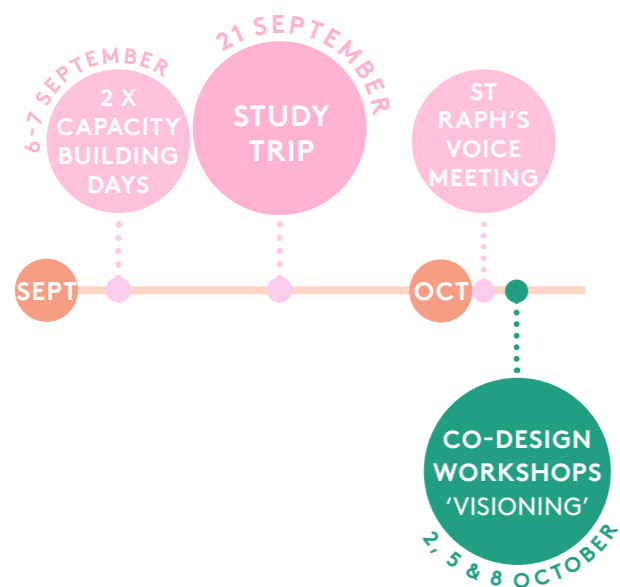 6-7 SEPTEMBER
2 X
CAPACITY
BUILDING
DAYS
21 SEPTEMBER
STUDY
TRIP
ST
RAPH'S
VOICE
MEETING
SEPT
OCT
CO-DESIGN
WORKSHOPS
‘VISIONING’
2, 5 & 8 OCTOBER